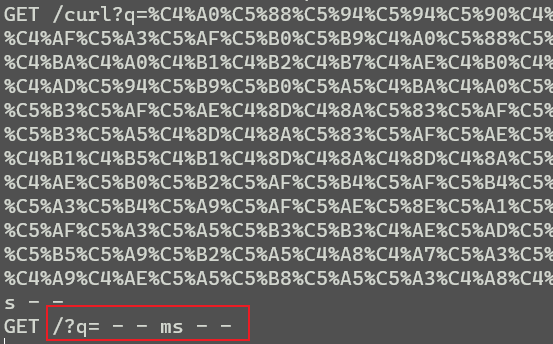 GET /curl?q=%C4%A0%C5%88%C5%94%C5%94%C5%90%C4%
%C4%AF%C5%A3%C5%AF%C5%B0%C5%B9%C4%A0%C5%88%C5%
%C4%BA%C4%A0%C4%B1%C4%B2%C4%B7%C4%AE%C4%B0%C4%
%C4%AD%C5%94%C5%B9%C5%B0%C5%A5%C4%BA%C4%A0%C5%
%C5%B3%C5%AF%C5%AE%C4%8D%C4%8A%C5%83%C5%AF%C5%
%C5%B3%C5%A5%C4%8D%C4%8A%C5%83%C5%AF%C5%AE%C5%
%C4%B1%C4%B5%C4%B1%C4%8D%C4%8A%C4%8D%C4%8A%C5%
%C4%AE%C5%B0%C5%B2%C5%AF%C5%B4%C5%AF%C5%B4%C5%
%C5%A3%C5%B4%C5%A9%C5%AF%C5%AE%C5%8E%C5%A1%C5%
%C5%AF%C5%A3%C5%A5%C5%B3%C5%B3%C4%AE%C5%AD%C5%
%C5%B5%C5%A9%C5%B2%C5%A5%C4%A8%C4%A7%C5%A3%C5%
%C4%A9%C4%AE%C5%A5%C5%B8%C5%A5%C5%A3%C4%A8%C4%
s - -
GET /?q= - - ms - -